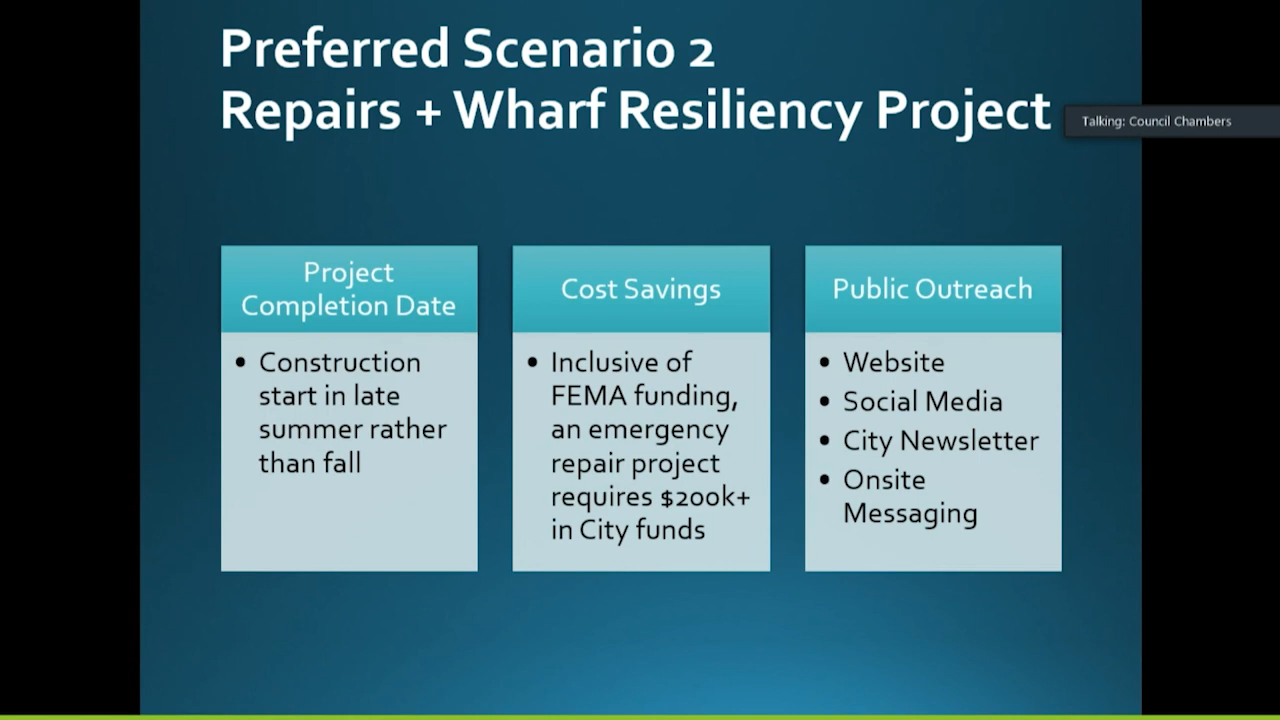 Preferred Scenario 2
Repairs + Wharf Resiliency Project
Talking: Council Chambers
Project
Completion Date
• Construction
start in late
summer rather
than fall
Cost Savings
• Inclusive of
FEMA funding,
an emergency
repair project
requires $200k+
in City funds
Public Outreach
• Website
• Social Media
• City Newsletter
• Onsite
Messaging